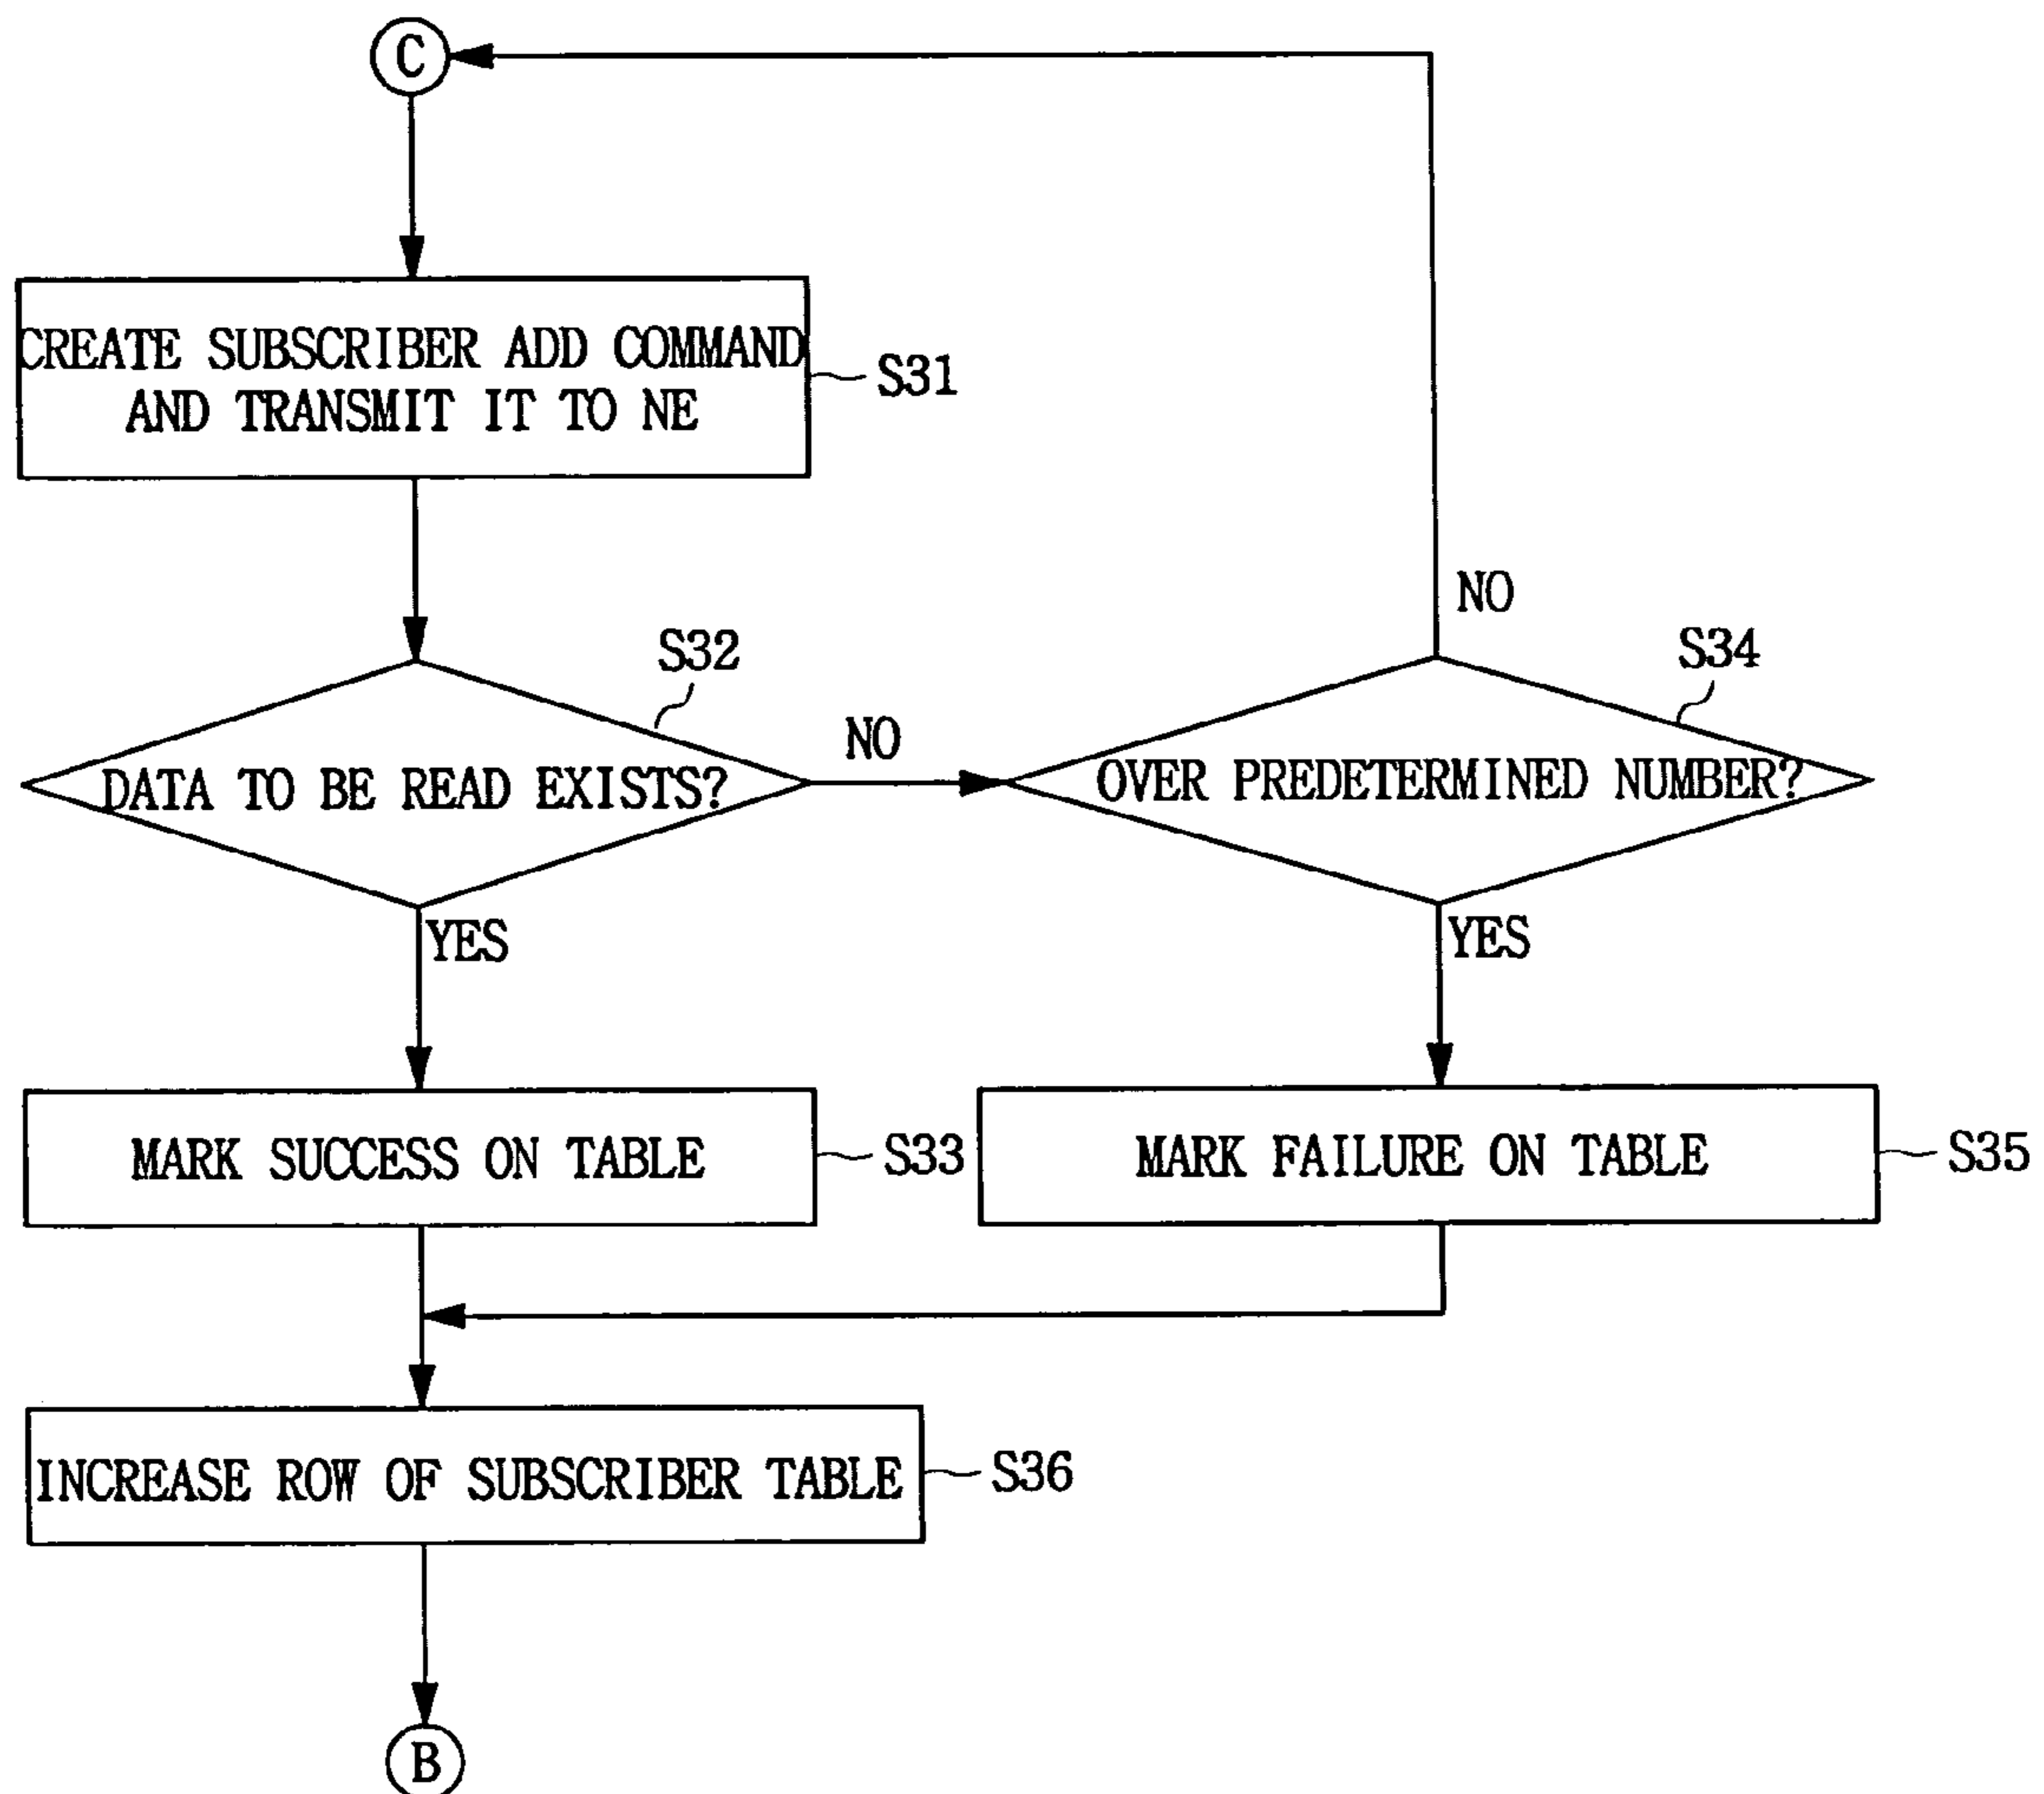 C
CREATE SUBSCRIBER ADD COMMAND
AND TRANSMIT IT TO NE
S31
NO
S32
S34
DATA TO BE READ EXISTS?
NO
OVER PREDETERMINED NUMBER?
YES
YES
MARK SUCCESS ON TABLE
S33
MARK FAILURE ON TABLE
S35
INCREASE ROW OF SUBSCRIBER TABLE
S36
B